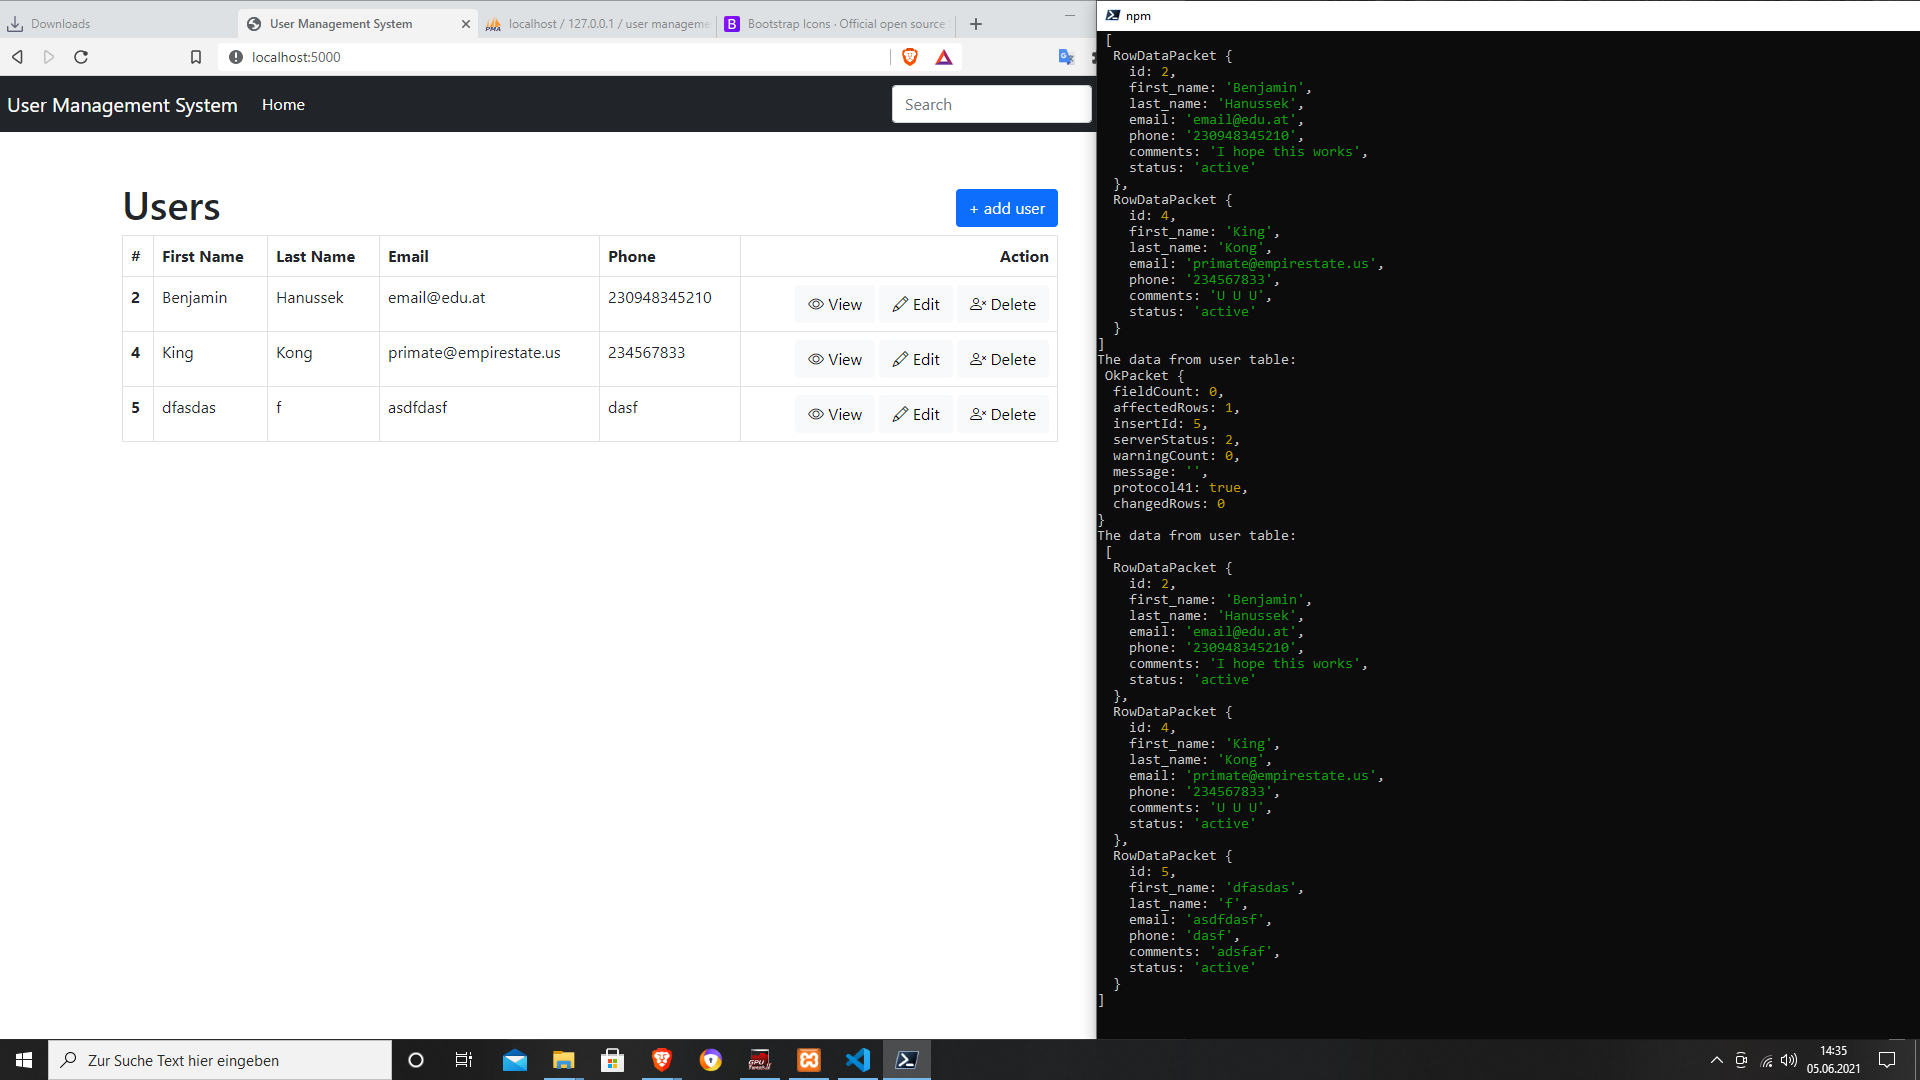 Downloads
User Management System
localhost / 127.0.0.1 / user manageme
B Bootstrap Icons · Official open source
localhost:5000
User Management System Home Search
Users
+ add user
# First Name Last Name Email Phone Action
2 Benjamin Hanussek email@edu.at 230948345210 View Edit Delete
4 King Kong primate@empirestate.us 234567833 View Edit Delete
5 dfasdas f asdfdasf dasf View Edit Delete
npm
[
RowDataPacket {
id: 2,
first_name: 'Benjamin',
last_name: 'Hanussek',
email: 'email@edu.at',
phone: '230948345210',
comments: 'I hope this works',
status: 'active'
},
RowDataPacket {
id: 4,
first_name: 'King',
last_name: 'Kong',
email: 'primate@empirestate.us',
phone: '234567833',
comments: 'U U U',
status: 'active'
}
]
The data from user table:
OkPacket {
fieldCount: 0,
affectedRows: 1,
insertId: 5,
serverStatus: 2,
warningCount: 0,
message: '',
protocol41: true,
changedRows: 0
}
The data from user table:
[
RowDataPacket {
id: 2,
first_name: 'Benjamin',
last_name: 'Hanussek',
email: 'email@edu.at',
phone: '230948345210',
comments: 'I hope this works',
status: 'active'
},
RowDataPacket {
id: 4,
first_name: 'King',
last_name: 'Kong',
email: 'primate@empirestate.us',
phone: '234567833',
comments: 'U U U',
status: 'active'
},
RowDataPacket {
id: 5,
first_name: 'dfasdas',
last_name: 'f',
email: 'asdfdasf',
phone: 'dasf',
comments: 'adsfaf',
status: 'active'
}
]
Zur Suche Text hier eingeben
14:35
05.06.2021